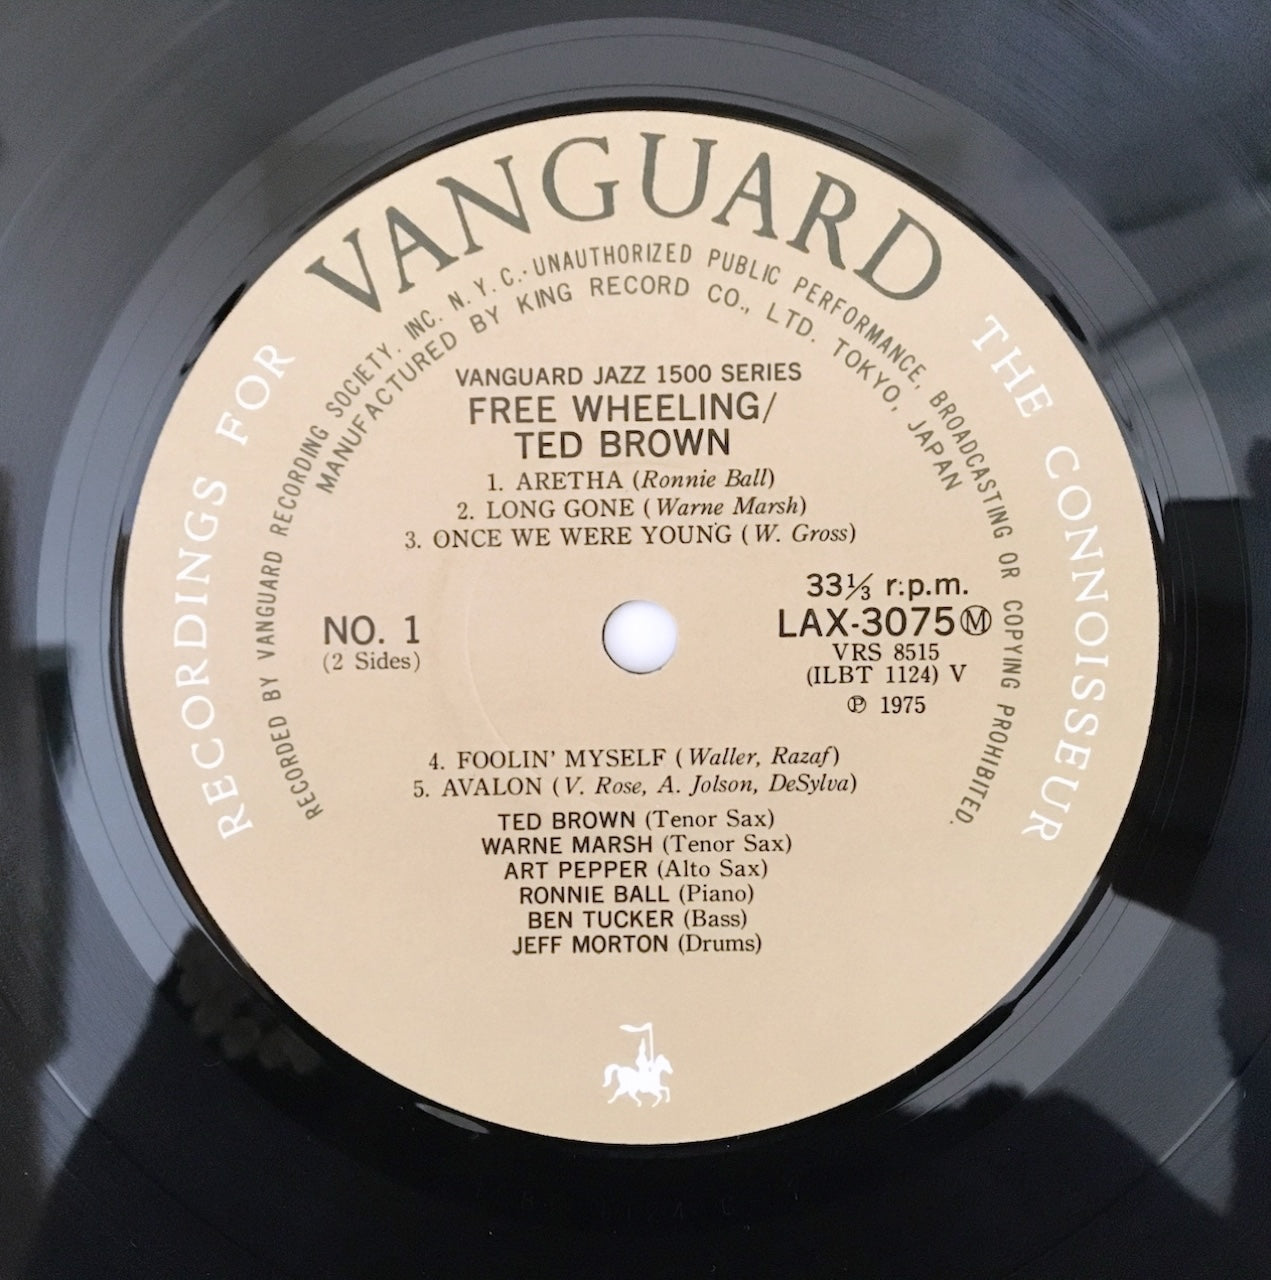 VANGUARD
RECORDINGS FOR THE CONNOISSEUR
RECORDED BY VANGUARD RECORDING SOCIETY, INC. N. Y. C.· UNAUTHORIZED PUBLIC PERFORMANCE, BROADCASTING OR COPYING PROHIBITED.
MANUFACTURED BY KING RECORD CO., LTD. TOKYO, JAPAN
VANGUARD JAZZ 1500 SERIES
FREE WHEELING/
TED BROWN
1. ARETHA (Ronnie Ball)
2. LONG GONE (Warne Marsh)
3. ONCE WE WERE YOUNG (W. Gross)
33⅓ r.p.m.
NO. 1
LAX-3075Ⓜ
(2 Sides)
VRS 8515
(ILBT 1124) V
℗ 1975
4. FOOLIN' MYSELF (Waller, Razaf)
5. AVALON (V. Rose, A. Jolson, DeSylva)
TED BROWN (Tenor Sax)
WARNE MARSH (Tenor Sax)
ART PEPPER (Alto Sax)
RONNIE BALL (Piano)
BEN TUCKER (Bass)
JEFF MORTON (Drums)